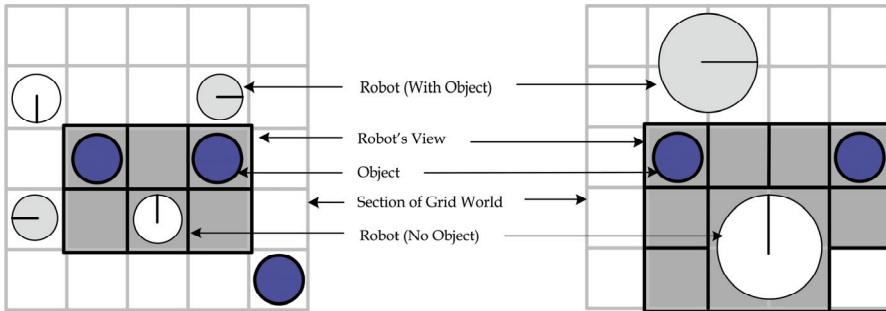 Robot (With Object)
Robot's View
Object
Section of Grid World
Robot (No Object)